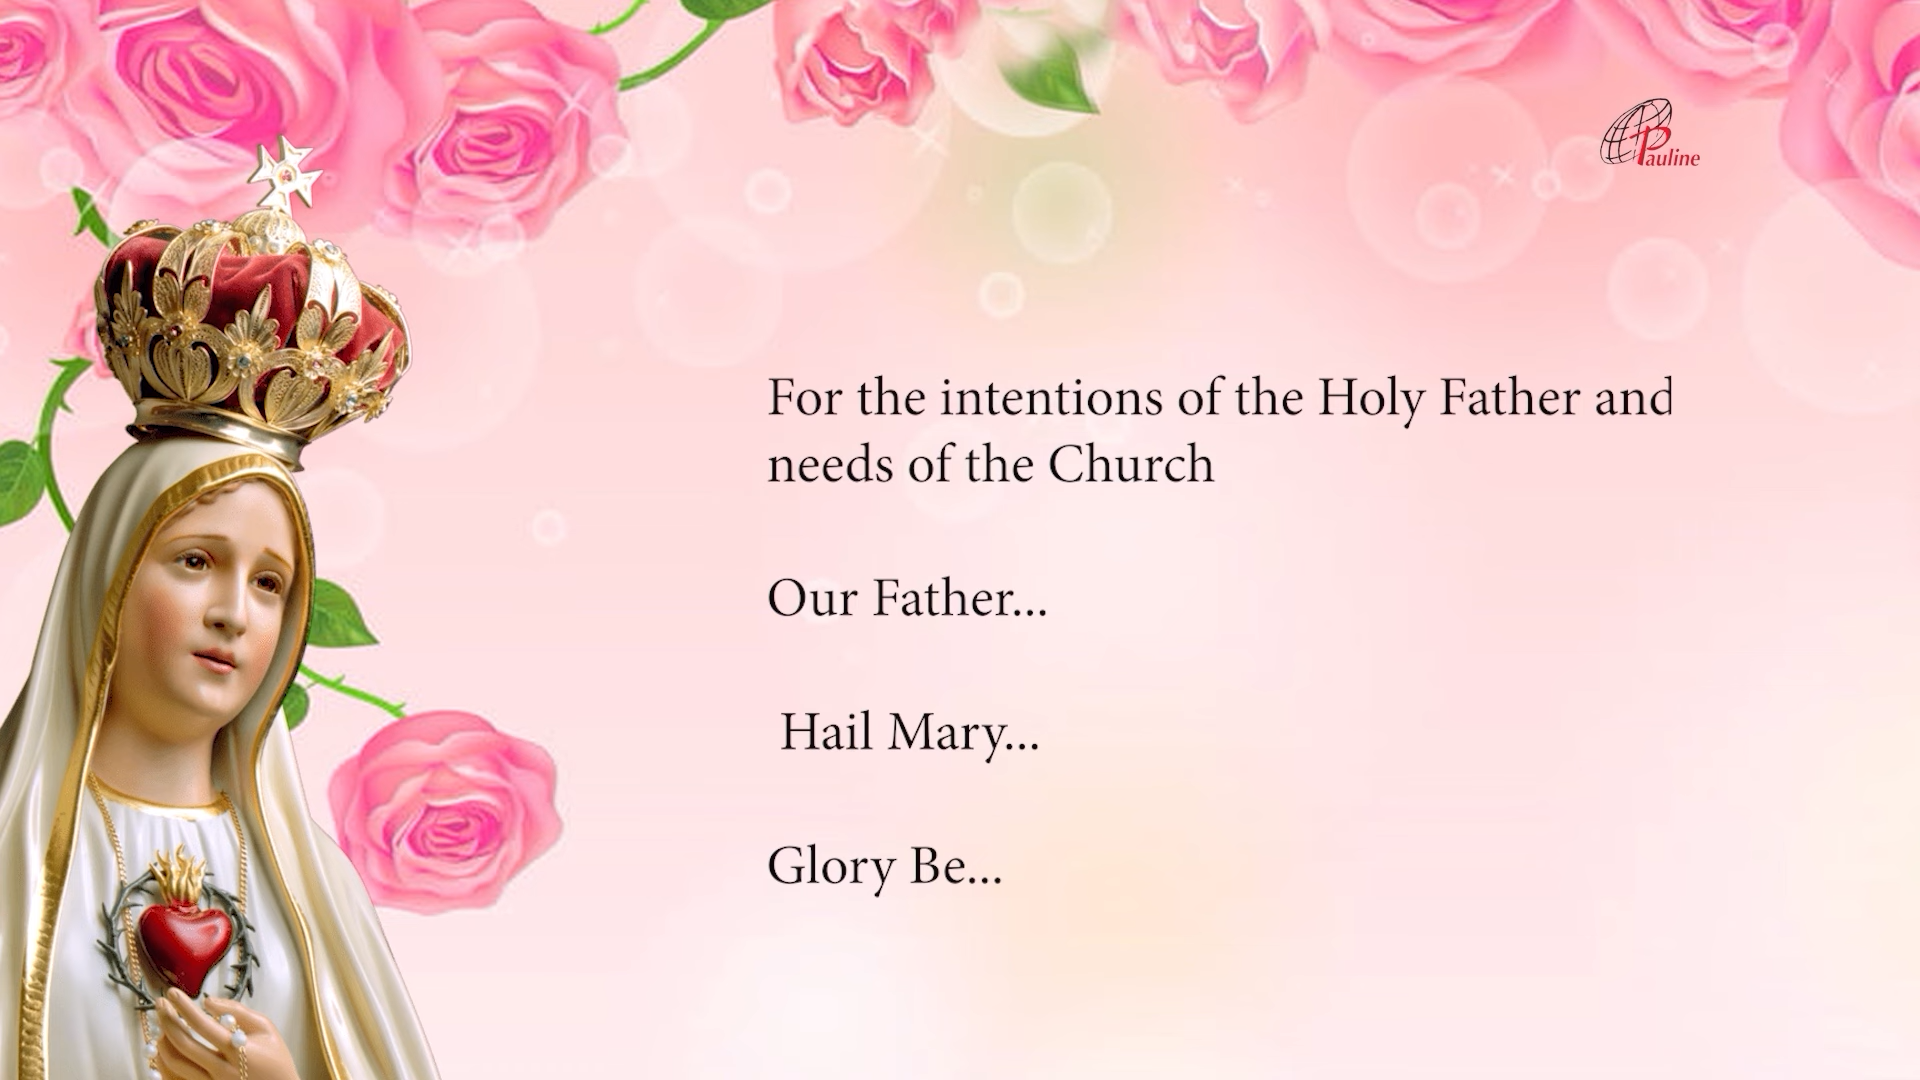 Pauline
For the intentions of the Holy Father and
needs of the Church
Our Father...
Hail Mary...
Glory Be...